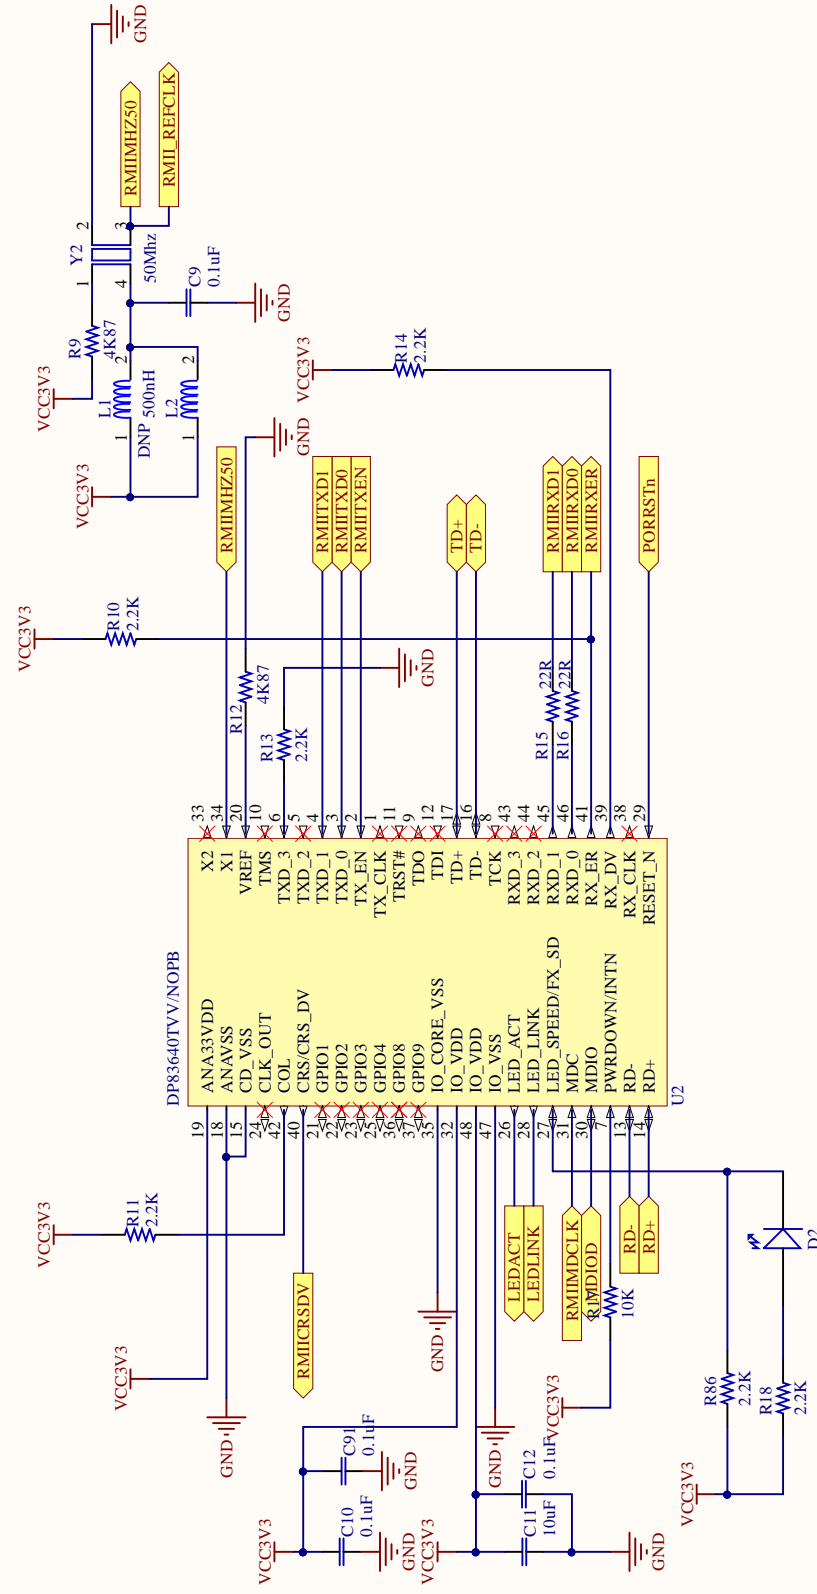 GND
RMIIMHZ50
RMII_REFCLK
Y2
50Mhz
1
2
3
4
R9
4K87
C9
0.1uF
GND
VCC3V3
L1
DNP
500nH
1
2
L2
1
2
VCC3V3
R14
2.2K
VCC3V3
GND
RMIIMHZ50
RMIITXD1
RMIITXD0
RMIITXEN
TD+
TD-
RMIIRXD1
RMIIRXD0
RMIIRXER
PORRSTn
VCC3V3
R10
2.2K
R12
4K87
R13
2.2K
GND
R15
22R
R16
22R
33
34
20
10
6
5
4
3
2
1
11
9
12
17
16
8
43
44
45
46
41
39
38
29
X2
X1
VREF
TMS
TXD_3
TXD_2
TXD_1
TXD_0
TX_EN
TX_CLK
TRST#
TDO
TDI
TD+
TD-
TCK
RXD_3
RXD_2
RXD_1
RXD_0
RX_ER
RX_DV
RX_CLK
RESET_N
DP83640TVV/NOPB
U2
ANA33VDD
ANAVSS
CD_VSS
CLK_OUT
COL
CRS/CRS_DV
GPIO1
GPIO2
GPIO3
GPIO4
GPIO8
GPIO9
IO_CORE_VSS
IO_VDD
IO_VDD
IO_VSS
LED_ACT
LED_LINK
LED_SPEED/FX_SD
MDC
MDIO
PWRDOWN/INTN
RD-
RD+
19
18
15
24
42
40
21
22
23
25
36
37
35
32
48
47
26
28
27
31
30
7
13
14
VCC3V3
R11
2.2K
RMIICRSDV
LEDACT
LEDLINK
RMIIMDCLK
MDIOD
RD-
RD+
10K
D2
VCC3V3
GND
GND
VCC3V3
GND
R86
2.2K
R18
2.2K
VCC3V3
VCC3V3
C10
0.1uF
GND
C91
0.1uF
GND
VCC3V3
C11
10uF
C12
0.1uF
GND